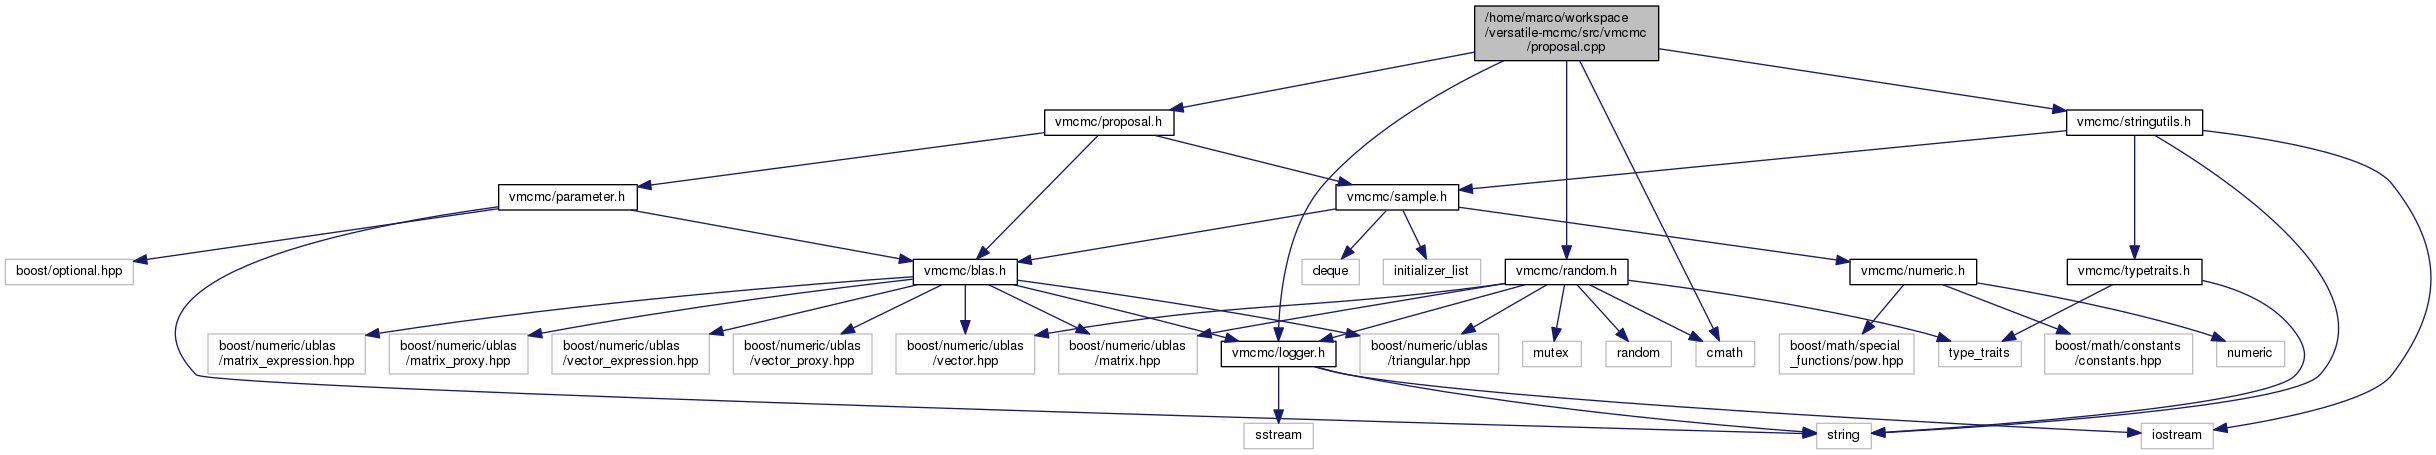 /home/marco/workspace
/versatile-mcmc/src/vmcmc
/proposal.cpp
vmcmc/proposal.h
vmcmc/stringutils.h
vmcmc/parameter.h
vmcmc/sample.h
boost/optional.hpp
vmcmc/blas.h
deque
initializer_list
vmcmc/random.h
vmcmc/numeric.h
vmcmc/typetraits.h
boost/numeric/ublas
/matrix_expression.hpp
boost/numeric/ublas
/matrix_proxy.hpp
boost/numeric/ublas
/vector_expression.hpp
boost/numeric/ublas
/vector_proxy.hpp
boost/numeric/ublas
/vector.hpp
boost/numeric/ublas
/matrix.hpp
vmcmc/logger.h
boost/numeric/ublas
/triangular.hpp
mutex
random
cmath
boost/math/special
_functions/pow.hpp
type_traits
boost/math/constants
/constants.hpp
numeric
sstream
string
iostream